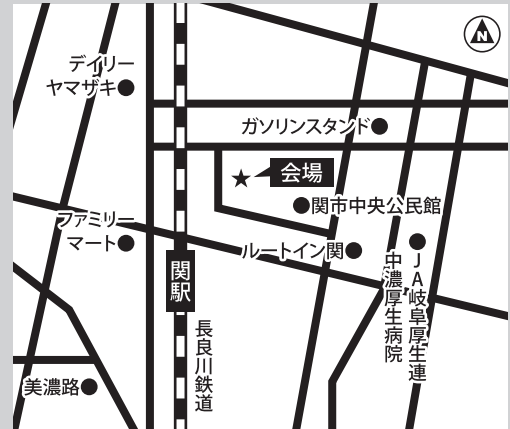 N
デイリー
ヤマザキ
ガソリンスタンド
会場
関市中央公民館
ファミリー
マート
ルートイン関
関駅
中濃厚生病院
JA岐阜厚生連
長良川鉄道
美濃路